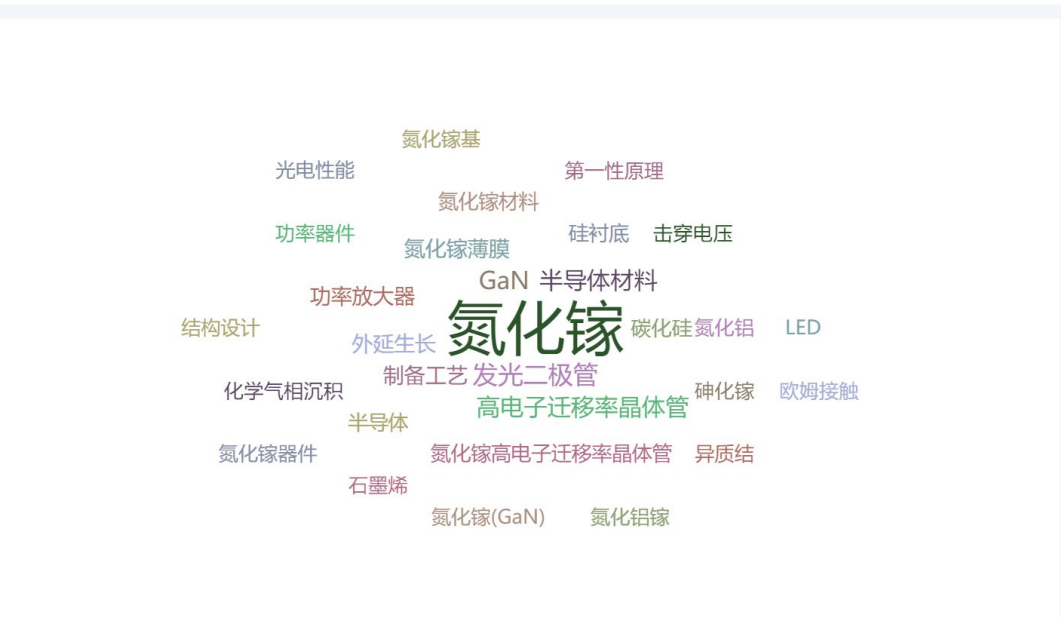 氮化镓基
光电性能 第一性原理
氮化镓材料
功率器件 硅衬底 击穿电压
氮化镓薄膜
GaN 半导体材料
功率放大器
结构设计 氮化镓 碳化硅 氮化铝 LED
外延生长
制备工艺 发光二极管
化学气相沉积 砷化镓 欧姆接触
高电子迁移率晶体管
半导体
氮化镓器件 氮化镓高电子迁移率晶体管 异质结
石墨烯
氮化镓(GaN) 氮化铝镓